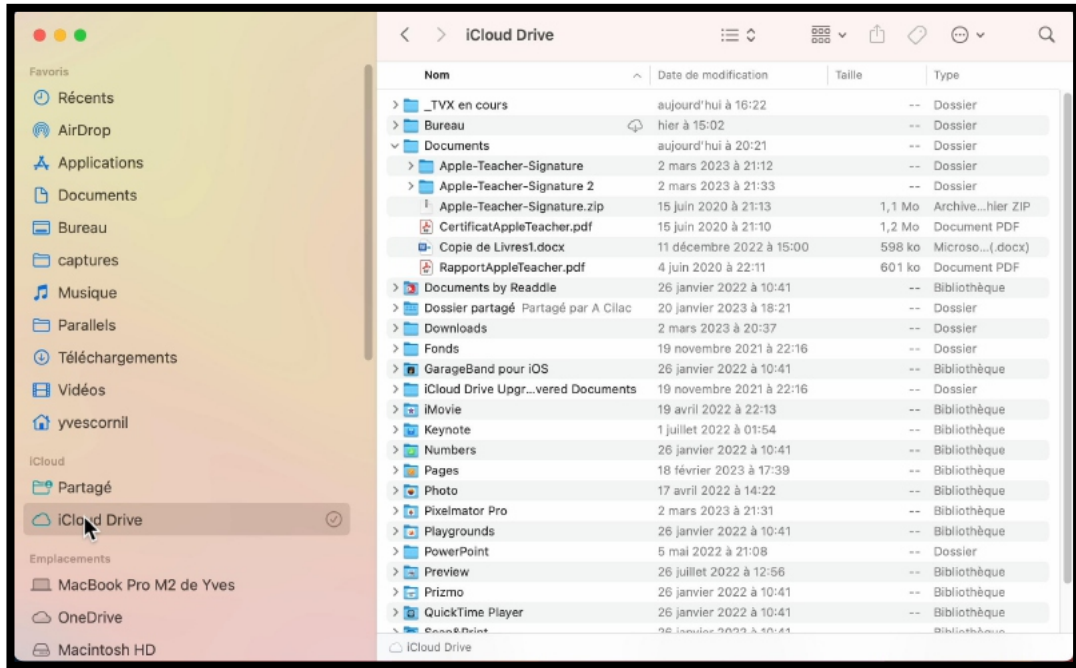 Favoris
Récents
AirDrop
Applications
Documents
Bureau
captures
Musique
Parallels
Téléchargements
Vidéos
yvescornil
iCloud
Partagé
iCloud Drive
Emplacements
MacBook Pro M2 de Yves
OneDrive
Macintosh HD
iCloud Drive
Nom Date de modification Taille Type
_TVX en cours aujourd'hui à 16:22 -- Dossier
Bureau hier à 15:02 -- Dossier
Documents aujourd'hui à 20:21 -- Dossier
Apple-Teacher-Signature 2 mars 2023 à 21:12 -- Dossier
Apple-Teacher-Signature 2 2 mars 2023 à 21:33 -- Dossier
Apple-Teacher-Signature.zip 15 juin 2020 à 21:13 1,1 Mo Archive...hier ZIP
CertificatAppleTeacher.pdf 15 juin 2020 à 21:10 1,2 Mo Document PDF
Copie de Livres1.docx 11 décembre 2022 à 15:00 598 ko Microso...(.docx)
RapportAppleTeacher.pdf 4 juin 2020 à 22:11 601 ko Document PDF
Documents by Readdle 26 janvier 2022 à 10:41 -- Bibliothèque
Dossier partagé Partagé par A Cilac 20 janvier 2023 à 18:21 -- Dossier
Downloads 2 mars 2023 à 20:37 -- Dossier
Fonds 19 novembre 2021 à 22:16 -- Dossier
GarageBand pour iOS 26 janvier 2022 à 10:41 -- Bibliothèque
iCloud Drive Upgr...vered Documents 19 novembre 2021 à 22:16 -- Dossier
iMovie 19 avril 2022 à 22:13 -- Bibliothèque
Keynote 1 juillet 2022 à 01:54 -- Bibliothèque
Numbers 26 janvier 2022 à 10:41 -- Bibliothèque
Pages 18 février 2023 à 17:39 -- Bibliothèque
Photo 17 avril 2022 à 14:22 -- Bibliothèque
Pixelmator Pro 2 mars 2023 à 21:31 -- Bibliothèque
Playgrounds 26 janvier 2022 à 10:41 -- Bibliothèque
PowerPoint 5 mai 2022 à 21:08 -- Dossier
Preview 26 juillet 2022 à 12:56 -- Bibliothèque
Prizmo 26 janvier 2022 à 10:41 -- Bibliothèque
QuickTime Player 26 janvier 2022 à 10:41 -- Bibliothèque
Scan&Print 26 janvier 2022 à 10:41 -- Bibliothèque
iCloud Drive